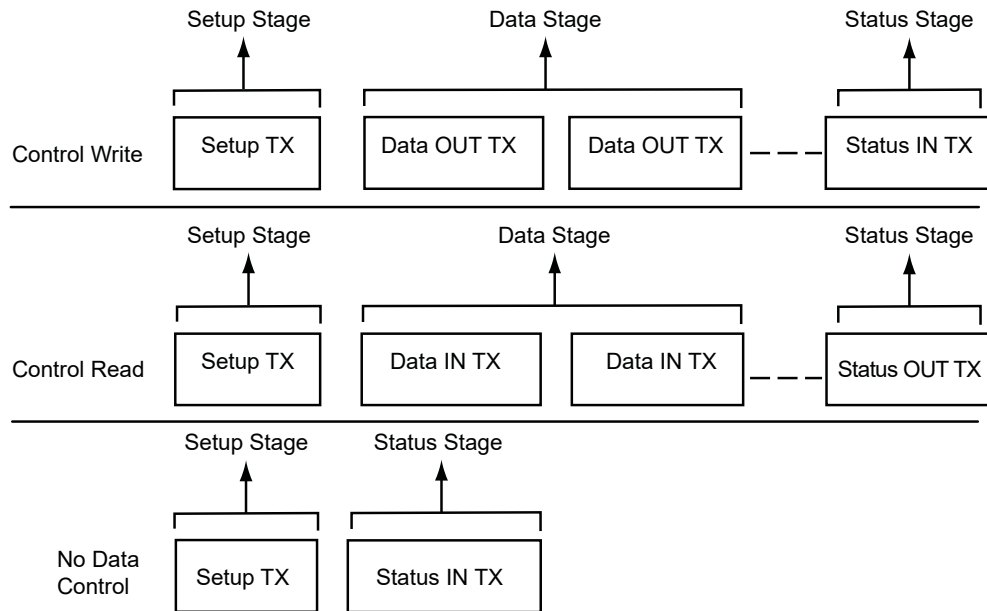 Setup Stage Data Stage Status Stage
Control Write Setup TX Data OUT TX Data OUT TX Status IN TX
Setup Stage Data Stage Status Stage
Control Read Setup TX Data IN TX Data IN TX Status OUT TX
Setup Stage Status Stage
No Data
Control Setup TX Status IN TX